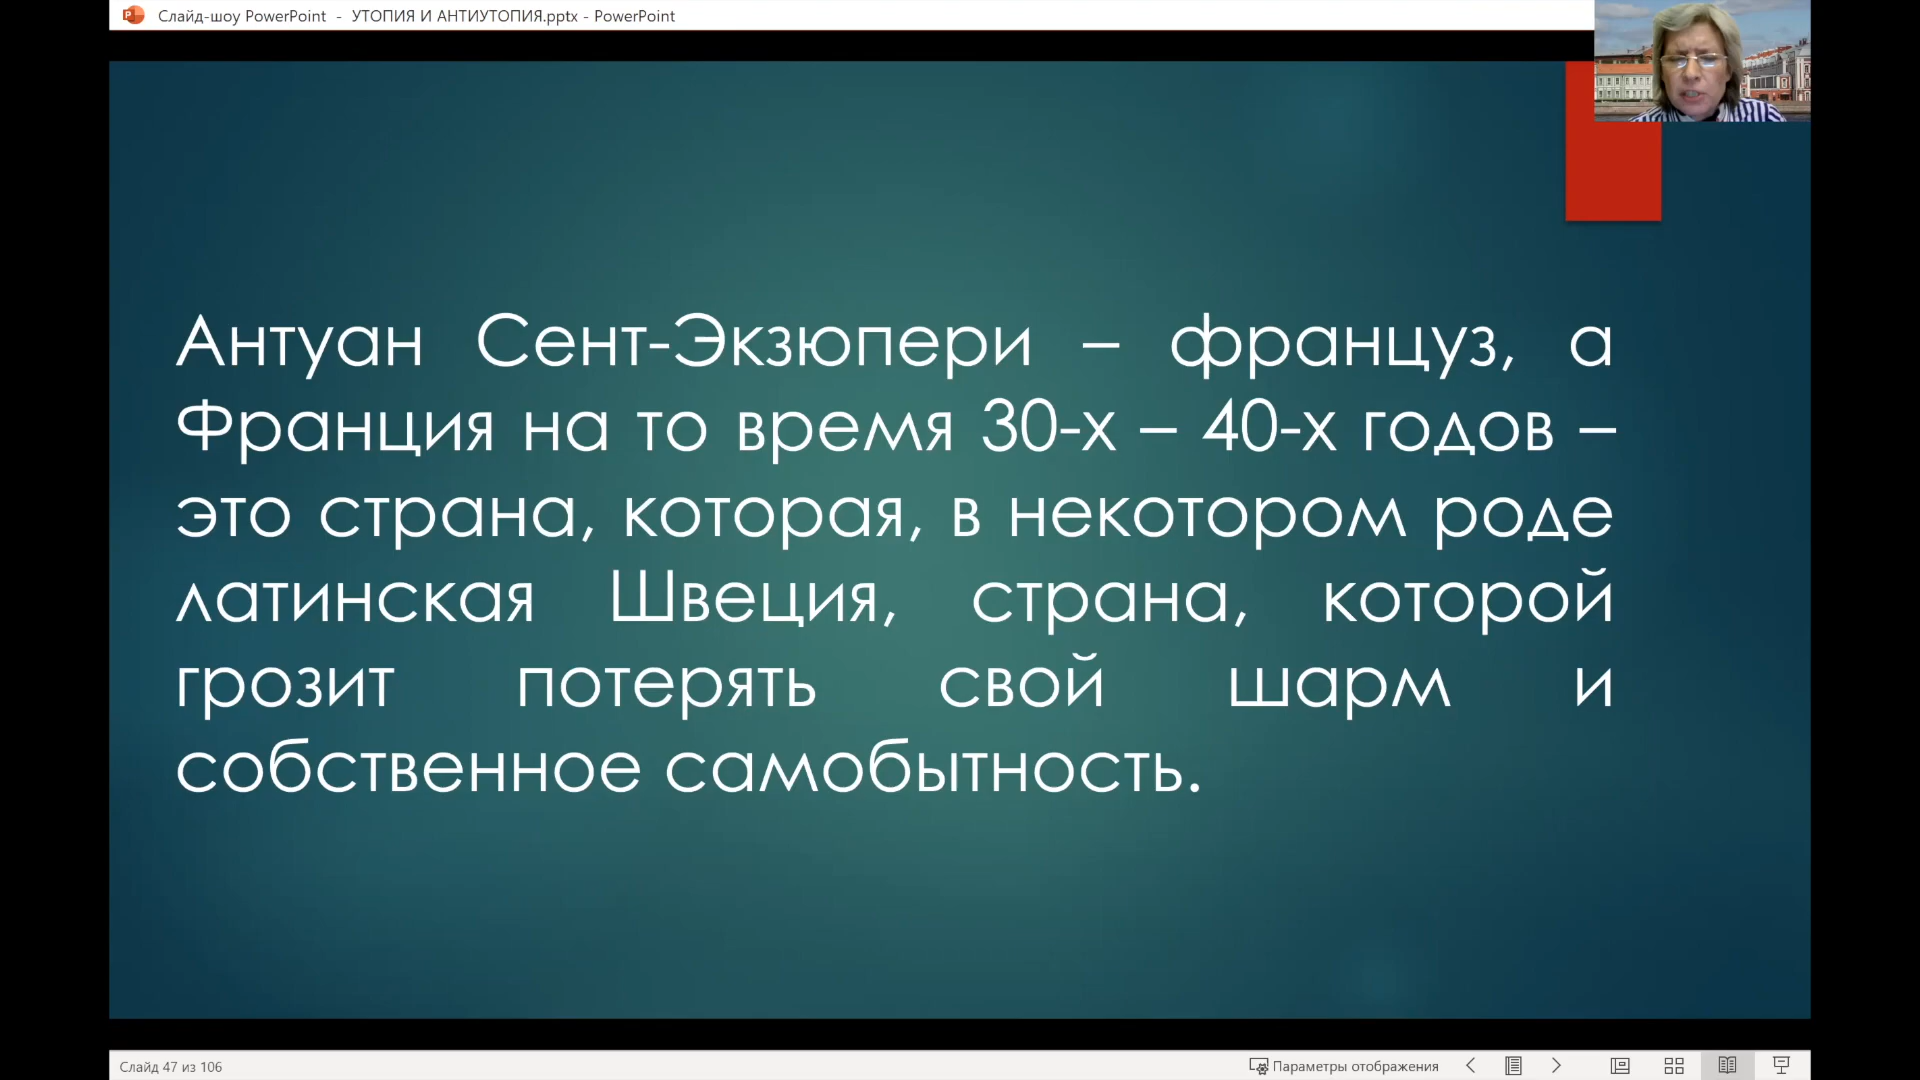 Слайд-шоу PowerPoint - УТОПИЯ И АНТИУТОПИЯ.pptx - PowerPoint
Антуан Сент-Экзюпери – француз, а
Франция на то время 30-х – 40-х годов –
это страна, которая, в некотором роде
латинская Швеция, страна, которой
грозит потерять свой шарм и
собственное самобытность.
Слайд 47 из 106
Параметры отображения